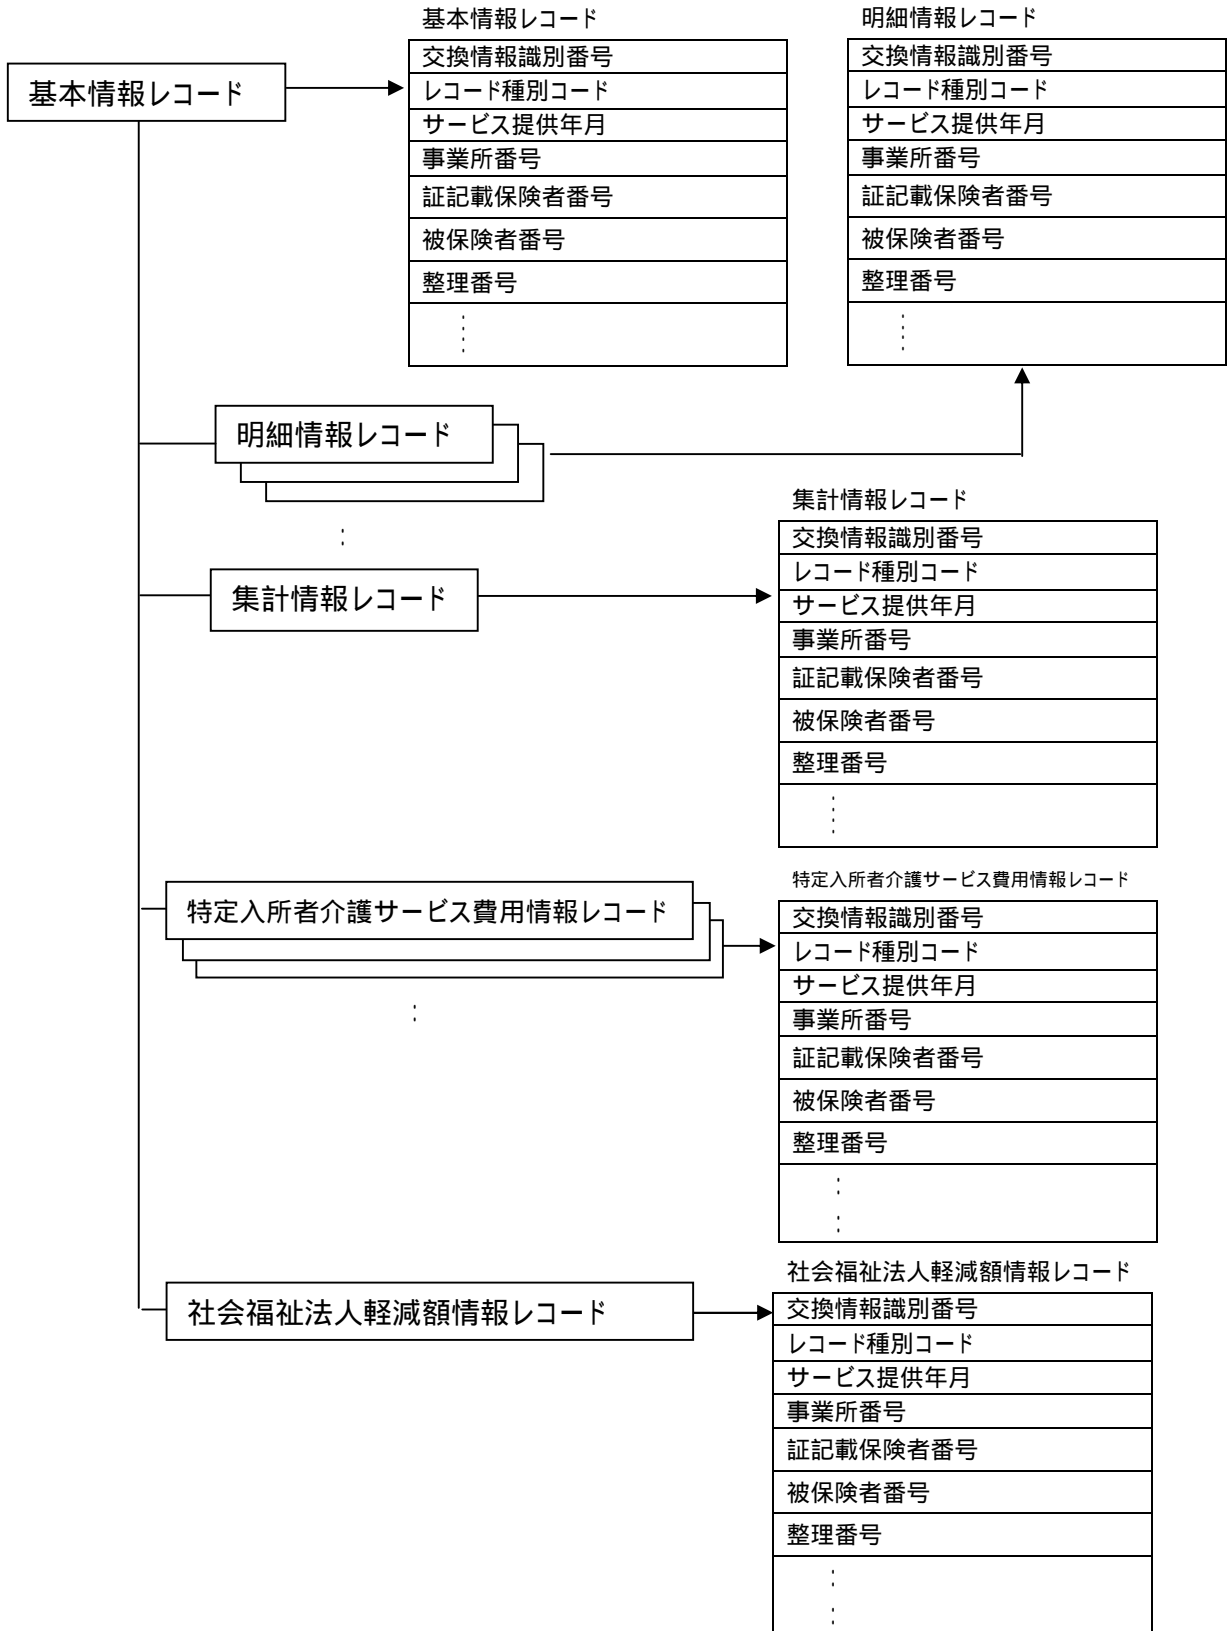 基本情報レコード
基本情報レコード
交換情報識別番号
レコード種別コード
サービス提供年月
事業所番号
証記載保険者番号
被保険者番号
整理番号
明細情報レコード
交換情報識別番号
レコード種別コード
サービス提供年月
事業所番号
証記載保険者番号
被保険者番号
整理番号
明細情報レコード
集計情報レコード
集計情報レコード
交換情報識別番号
レコード種別コード
サービス提供年月
事業所番号
証記載保険者番号
被保険者番号
整理番号
特定入所者介護サービス費用情報レコード
特定入所者介護サービス費用情報レコード
交換情報識別番号
レコード種別コード
サービス提供年月
事業所番号
証記載保険者番号
被保険者番号
整理番号
社会福祉法人軽減額情報レコード
社会福祉法人軽減額情報レコード
交換情報識別番号
レコード種別コード
サービス提供年月
事業所番号
証記載保険者番号
被保険者番号
整理番号